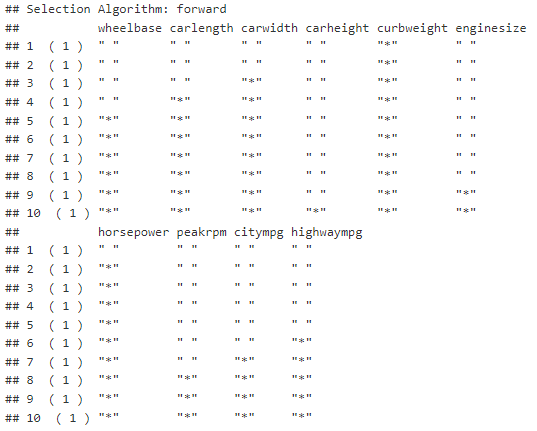 ## Selection Algorithm: forward
##           wheelbase carlength carwidth carheight curbweight enginesize
## 1  ( 1 )  " "       " "       " "      " "       "*"        " "
## 2  ( 1 )  " "       " "       " "      " "       "*"        " "
## 3  ( 1 )  " "       " "       "*"      " "       "*"        " "
## 4  ( 1 )  " "       "*"       "*"      " "       "*"        " "
## 5  ( 1 )  "*"       "*"       "*"      " "       "*"        " "
## 6  ( 1 )  "*"       "*"       "*"      " "       "*"        " "
## 7  ( 1 )  "*"       "*"       "*"      " "       "*"        " "
## 8  ( 1 )  "*"       "*"       "*"      " "       "*"        " "
## 9  ( 1 )  "*"       "*"       "*"      " "       "*"        "*"
## 10  ( 1 ) "*"       "*"       "*"      "*"       "*"        "*"
##           horsepower peakrpm citympg highwaympg
## 1  ( 1 )  " "        " "     " "     " "
## 2  ( 1 )  "*"        " "     " "     " "
## 3  ( 1 )  "*"        " "     " "     " "
## 4  ( 1 )  "*"        " "     " "     " "
## 5  ( 1 )  "*"        " "     " "     " "
## 6  ( 1 )  "*"        " "     " "     "*"
## 7  ( 1 )  "*"        " "     "*"     "*"
## 8  ( 1 )  "*"        "*"     "*"     "*"
## 9  ( 1 )  "*"        "*"     "*"     "*"
## 10  ( 1 ) "*"        "*"     "*"     "*"